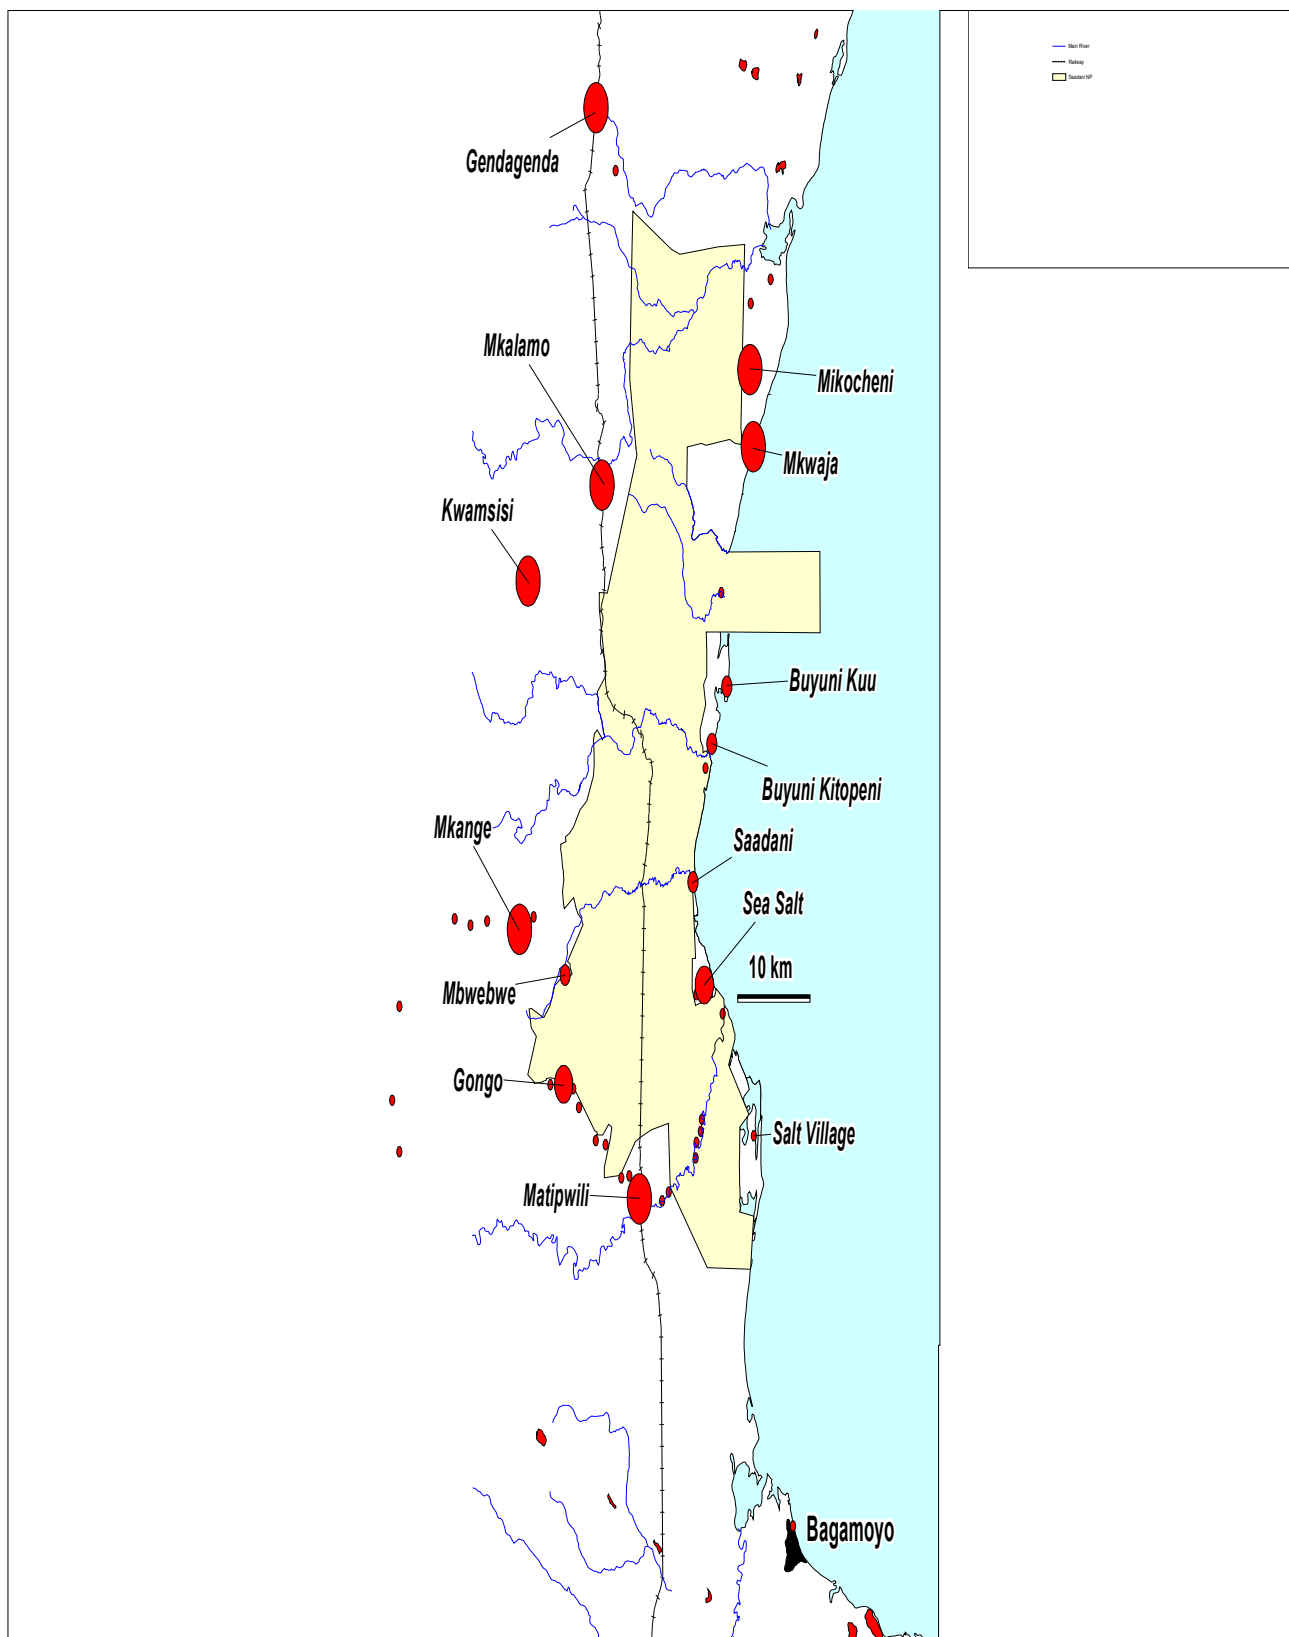 Main River
Railway
Saadani NP
Gendagenda
Mkalamo
Mikocheni
Mkwaja
Kwamsisi
Buyuni Kuu
Buyuni Kitopeni
Mkange
Saadani
Sea Salt
10 km
Mbwebwe
Gongo
Salt Village
Matipwili
Bagamoyo